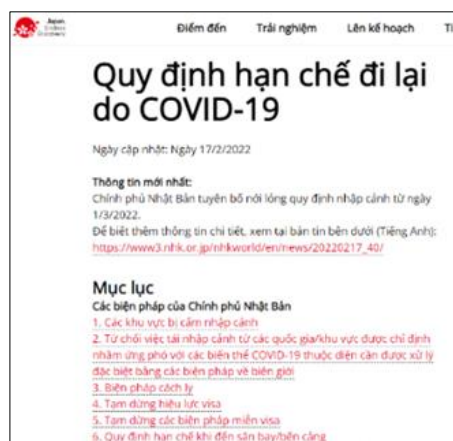 Japan.
Endless
Discovery.
Điểm đến
Trải nghiệm
Lên kế hoạch
Quy định hạn chế đi lại
do COVID-19
Ngày cập nhật: Ngày 17/2/2022
Thông tin mới nhất:
Chính phủ Nhật Bản tuyên bố nới lỏng quy định nhập cảnh từ ngày
1/3/2022.
Để biết thêm thông tin chi tiết, xem tại bản tin bên dưới (Tiếng Anh):
https://www3.nhk.or.jp/nhkworld/en/news/20220217_40/
Mục lục
Các biện pháp của Chính phủ Nhật Bản
1. Các khu vực bị cấm nhập cảnh
2. Từ chối việc tái nhập cảnh từ các quốc gia/khu vực được chỉ định
nhằm ứng phó với các biến thể COVID-19 thuộc diện cần được xử lý
đặc biệt bằng các biện pháp về biên giới
3. Biện pháp cách ly
4. Tạm dừng hiệu lực visa
5. Tạm dừng các biện pháp miễn visa
6. Quy định hạn chế khi đến sân bay/bến cảng